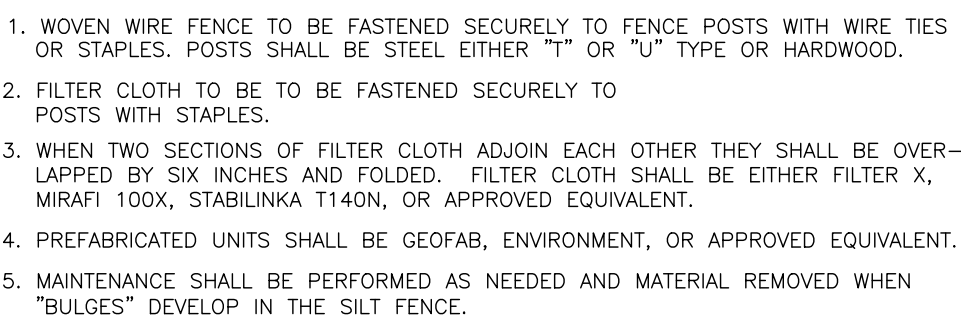 1. WOVEN WIRE FENCE TO BE FASTENED SECURELY TO FENCE POSTS WITH WIRE TIES
OR STAPLES. POSTS SHALL BE STEEL EITHER "T" OR "U" TYPE OR HARDWOOD.
2. FILTER CLOTH TO BE TO BE FASTENED SECURELY TO
POSTS WITH STAPLES.
3. WHEN TWO SECTIONS OF FILTER CLOTH ADJOIN EACH OTHER THEY SHALL BE OVER-
LAPPED BY SIX INCHES AND FOLDED. FILTER CLOTH SHALL BE EITHER FILTER X,
MIRAFI 100X, STABILINKA T140N, OR APPROVED EQUIVALENT.
4. PREFABRICATED UNITS SHALL BE GEOFAB, ENVIRONMENT, OR APPROVED EQUIVALENT.
5. MAINTENANCE SHALL BE PERFORMED AS NEEDED AND MATERIAL REMOVED WHEN
"BULGES" DEVELOP IN THE SILT FENCE.